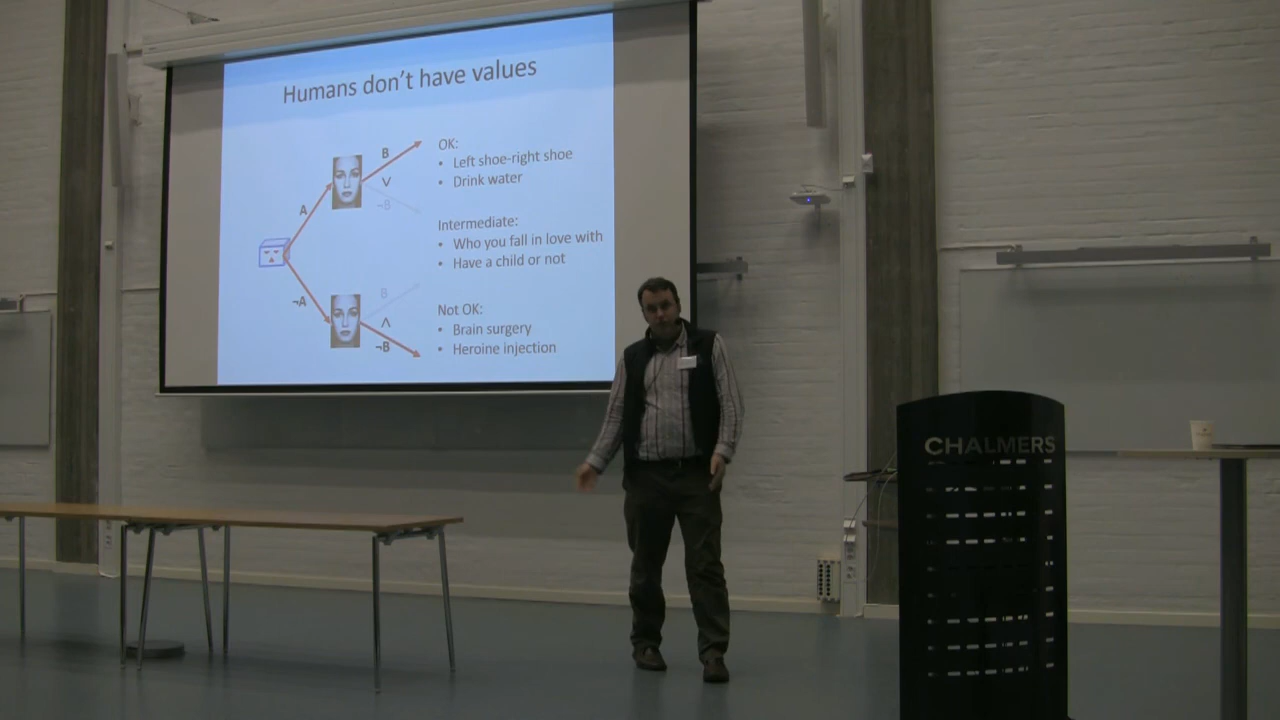 Humans don't have values
A
B
∨
¬B
¬A
B
∧
¬B
OK:
• Left shoe-right shoe
• Drink water
Intermediate:
• Who you fall in love with
• Have a child or not
Not OK:
• Brain surgery
• Heroine injection
CHALMERS